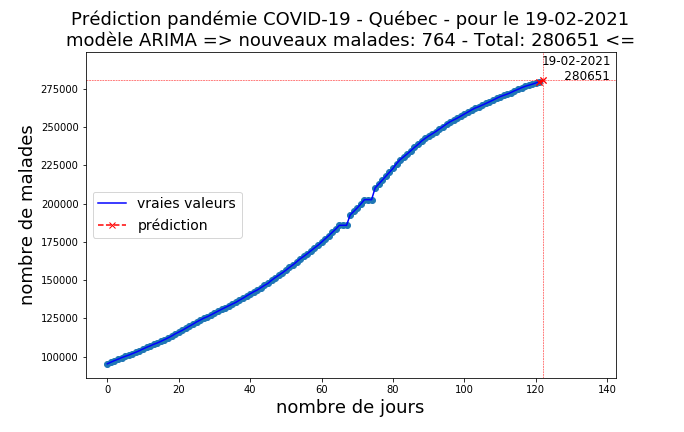 Prédiction pandémie COVID-19 - Québec - pour le 19-02-2021
modèle ARIMA => nouveaux malades: 764 - Total: 280651 <=
19-02-2021
280651
275000
250000
225000
200000
175000
150000
125000
100000
nombre de malades
vraies valeurs
prédiction
0 20 40 60 80 100 120 140
nombre de jours